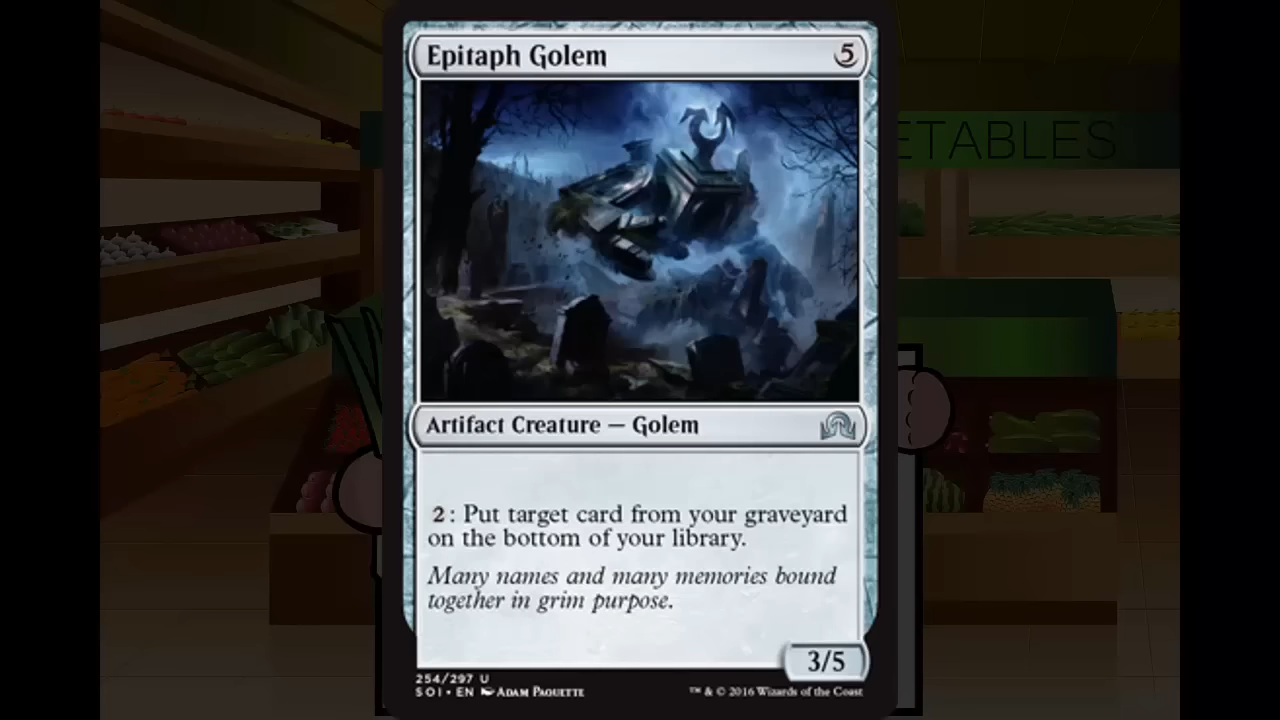 Epitaph Golem 5
ETABLES
Artifact Creature — Golem
2: Put target card from your graveyard
on the bottom of your library.
Many names and many memories bound
together in grim purpose.
3/5
254/297 U
SOI • EN Adam Paquette
™ & © 2016 Wizards of the Coast